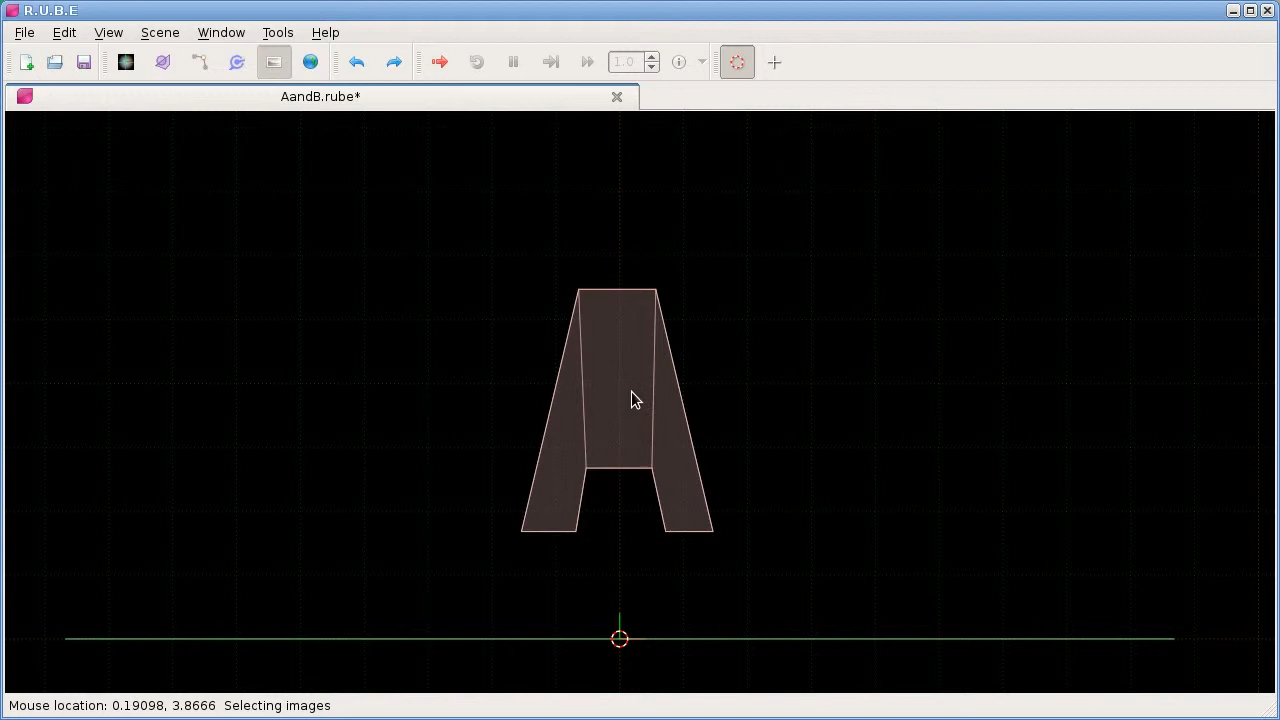 R.U.B.E
File Edit View Scene Window Tools Help
1.0
AandB.rube*
Mouse location: 0.19098, 3.8666 Selecting images